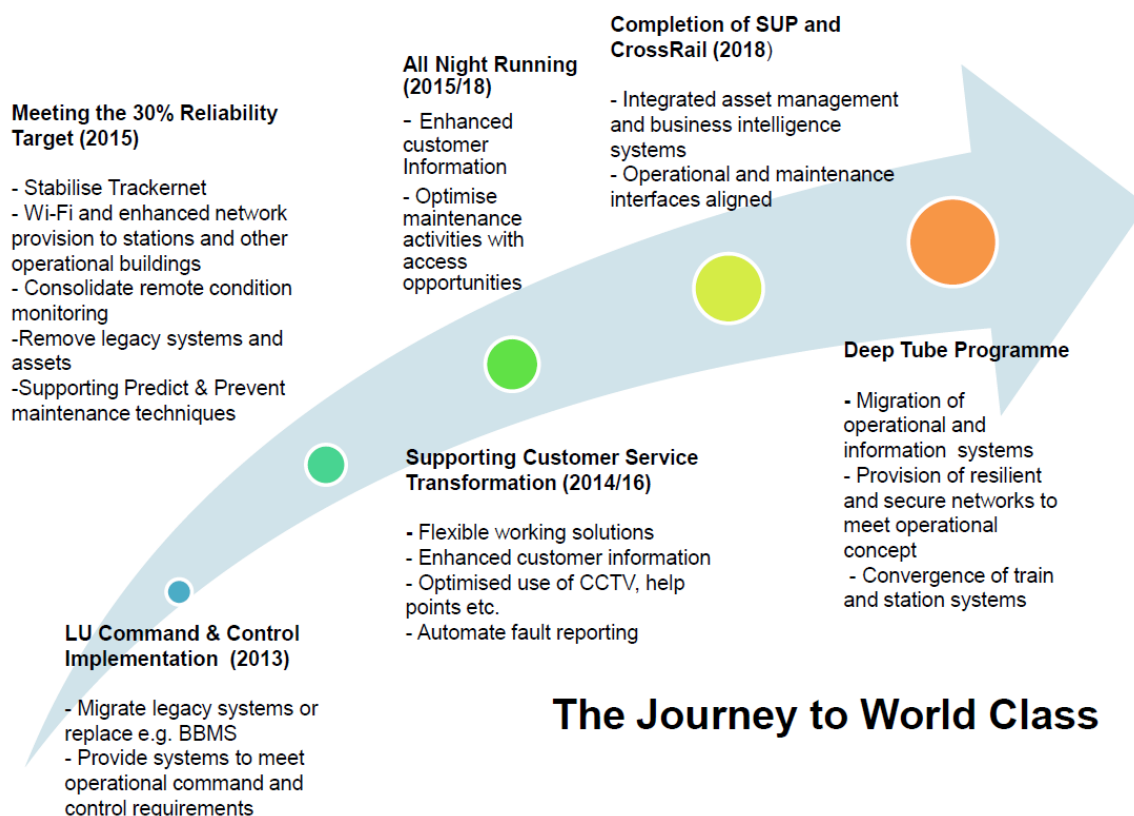 Meeting the 30% Reliability
Target (2015)
- Stabilise Trackernet
- Wi-Fi and enhanced network
provision to stations and other
operational buildings
- Consolidate remote condition
monitoring
-Remove legacy systems and
assets
-Supporting Predict & Prevent
maintenance techniques
All Night Running
(2015/18)
- Enhanced
customer
Information
- Optimise
maintenance
activities with
access
opportunities
Completion of SUP and
CrossRail (2018)
- Integrated asset management
and business intelligence
systems
- Operational and maintenance
interfaces aligned
LU Command & Control
Implementation (2013)
- Migrate legacy systems or
replace e.g. BBMS
- Provide systems to meet
operational command and
control requirements
Supporting Customer Service
Transformation (2014/16)
- Flexible working solutions
- Enhanced customer information
- Optimised use of CCTV, help
points etc.
- Automate fault reporting
Deep Tube Programme
- Migration of
operational and
information systems
- Provision of resilient
and secure networks to
meet operational
concept
- Convergence of train
and station systems
The Journey to World Class